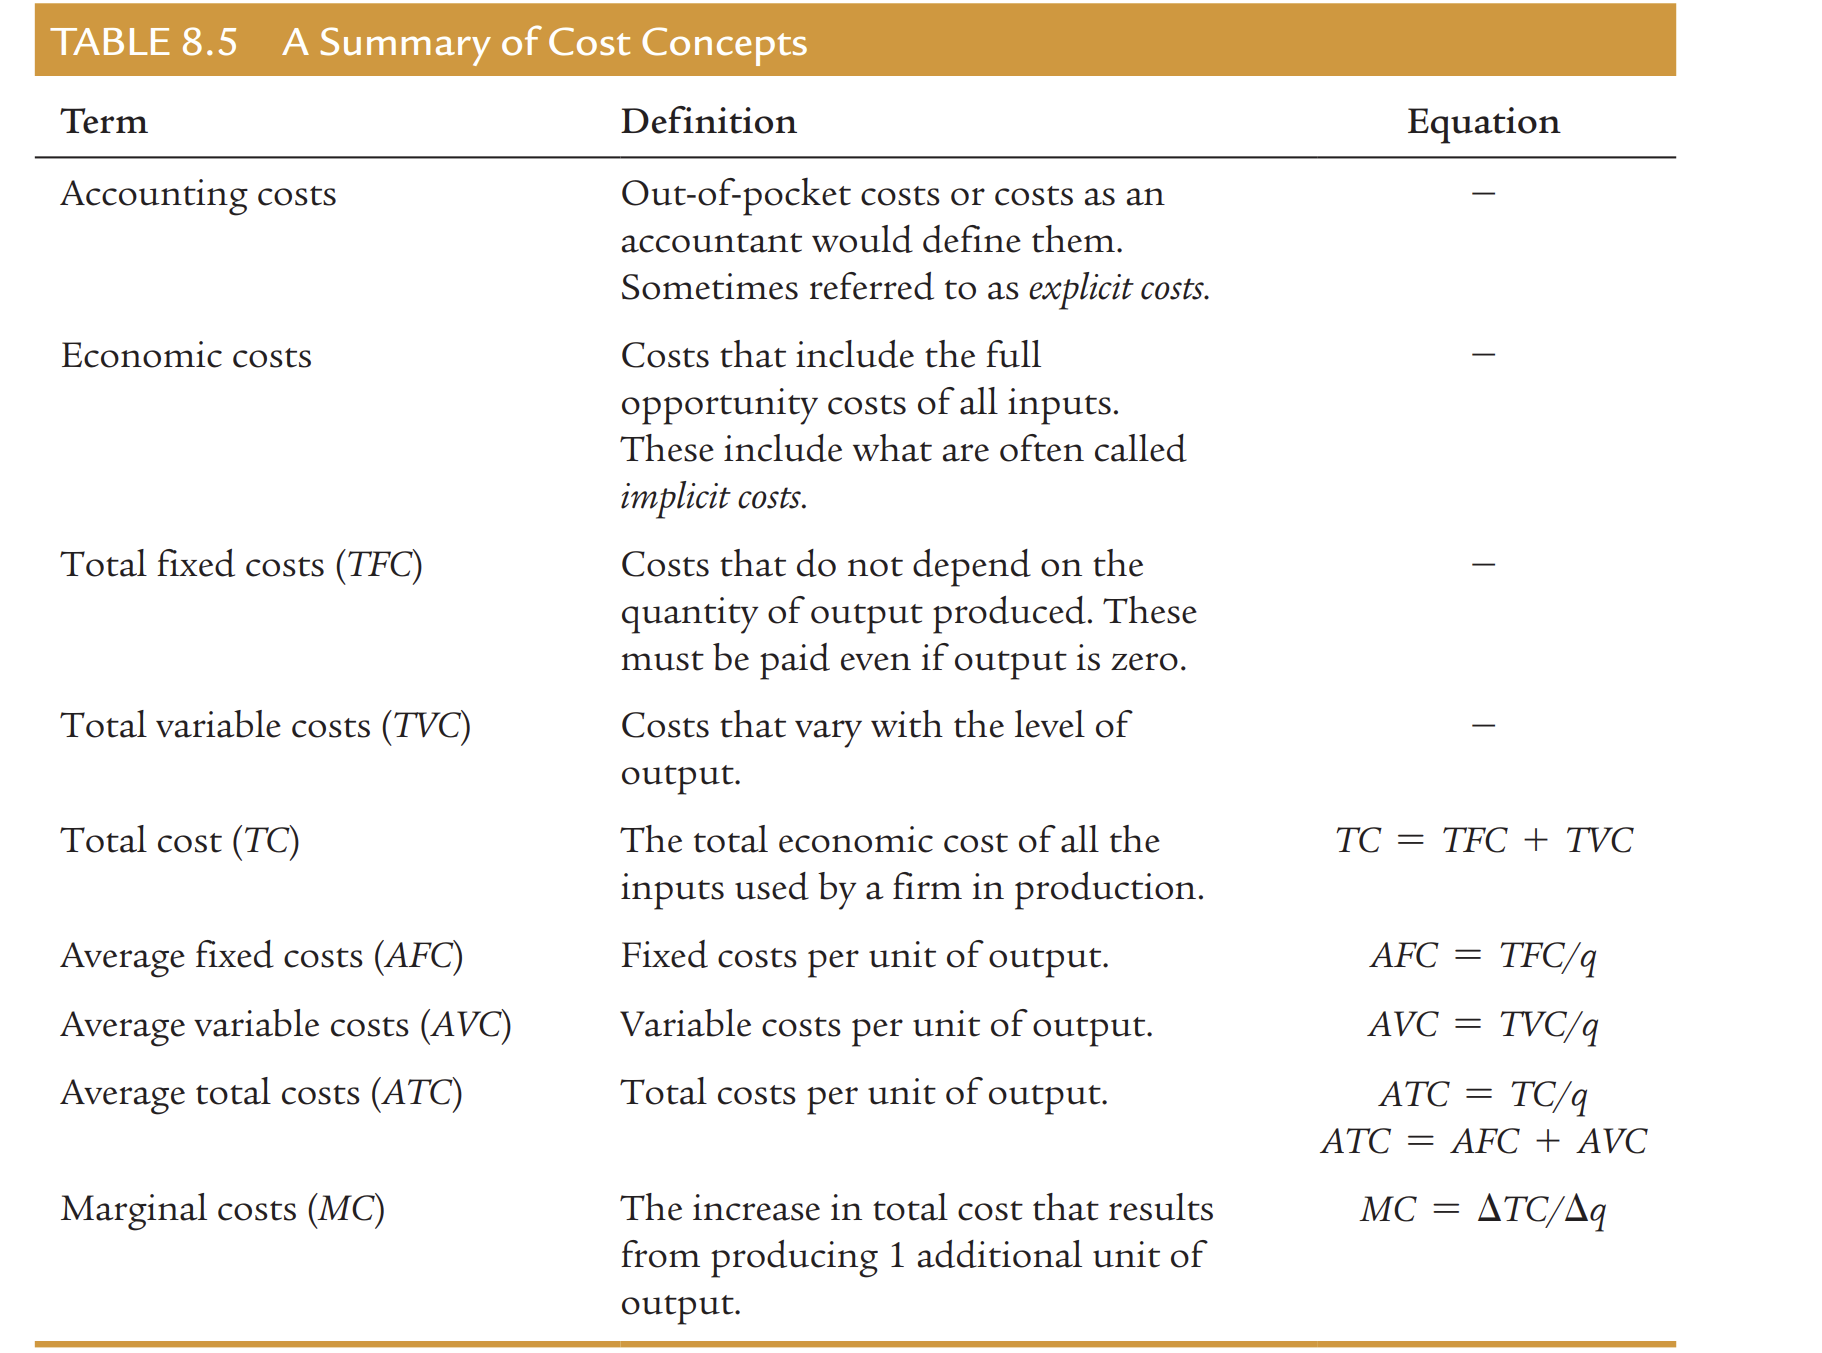 TABLE 8.5 A Summary of Cost Concepts
Term Definition Equation
Accounting costs Out-of-pocket costs or costs as an –
accountant would define them.
Sometimes referred to as explicit costs.
Economic costs Costs that include the full –
opportunity costs of all inputs.
These include what are often called
implicit costs.
Total fixed costs (TFC) Costs that do not depend on the –
quantity of output produced. These
must be paid even if output is zero.
Total variable costs (TVC) Costs that vary with the level of –
output.
Total cost (TC) The total economic cost of all the TC = TFC + TVC
inputs used by a firm in production.
Average fixed costs (AFC) Fixed costs per unit of output. AFC = TFC/q
Average variable costs (AVC) Variable costs per unit of output. AVC = TVC/q
Average total costs (ATC) Total costs per unit of output. ATC = TC/q
ATC = AFC + AVC
Marginal costs (MC) The increase in total cost that results MC = ΔTC/Δq
from producing 1 additional unit of
output.